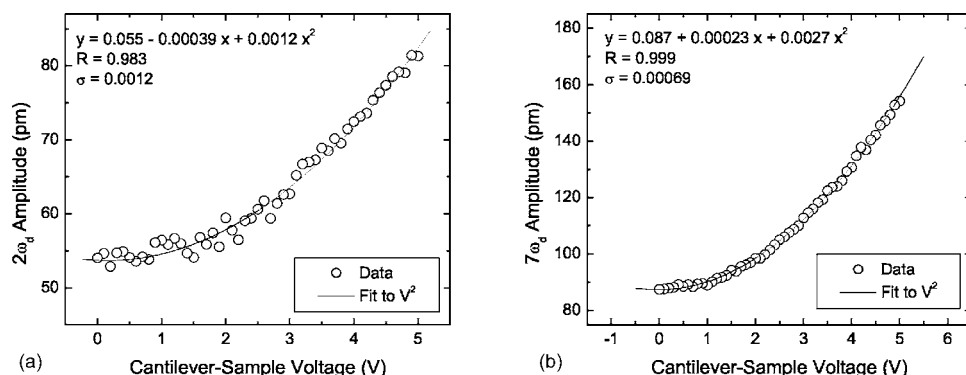 y = 0.055 - 0.00039 x + 0.0012 x²
R = 0.983
σ = 0.0012
80
70
60
50
2ω_d Amplitude (pm)
Data
Fit to V²
0 1 2 3 4 5
(a)
Cantilever-Sample Voltage (V)
y = 0.087 + 0.00023 x + 0.0027 x²
R = 0.999
σ = 0.00069
180
160
140
120
100
80
7ω_d Amplitude (pm)
Data
Fit to V²
-1 0 1 2 3 4 5 6
(b)
Cantilever-Sample Voltage (V)